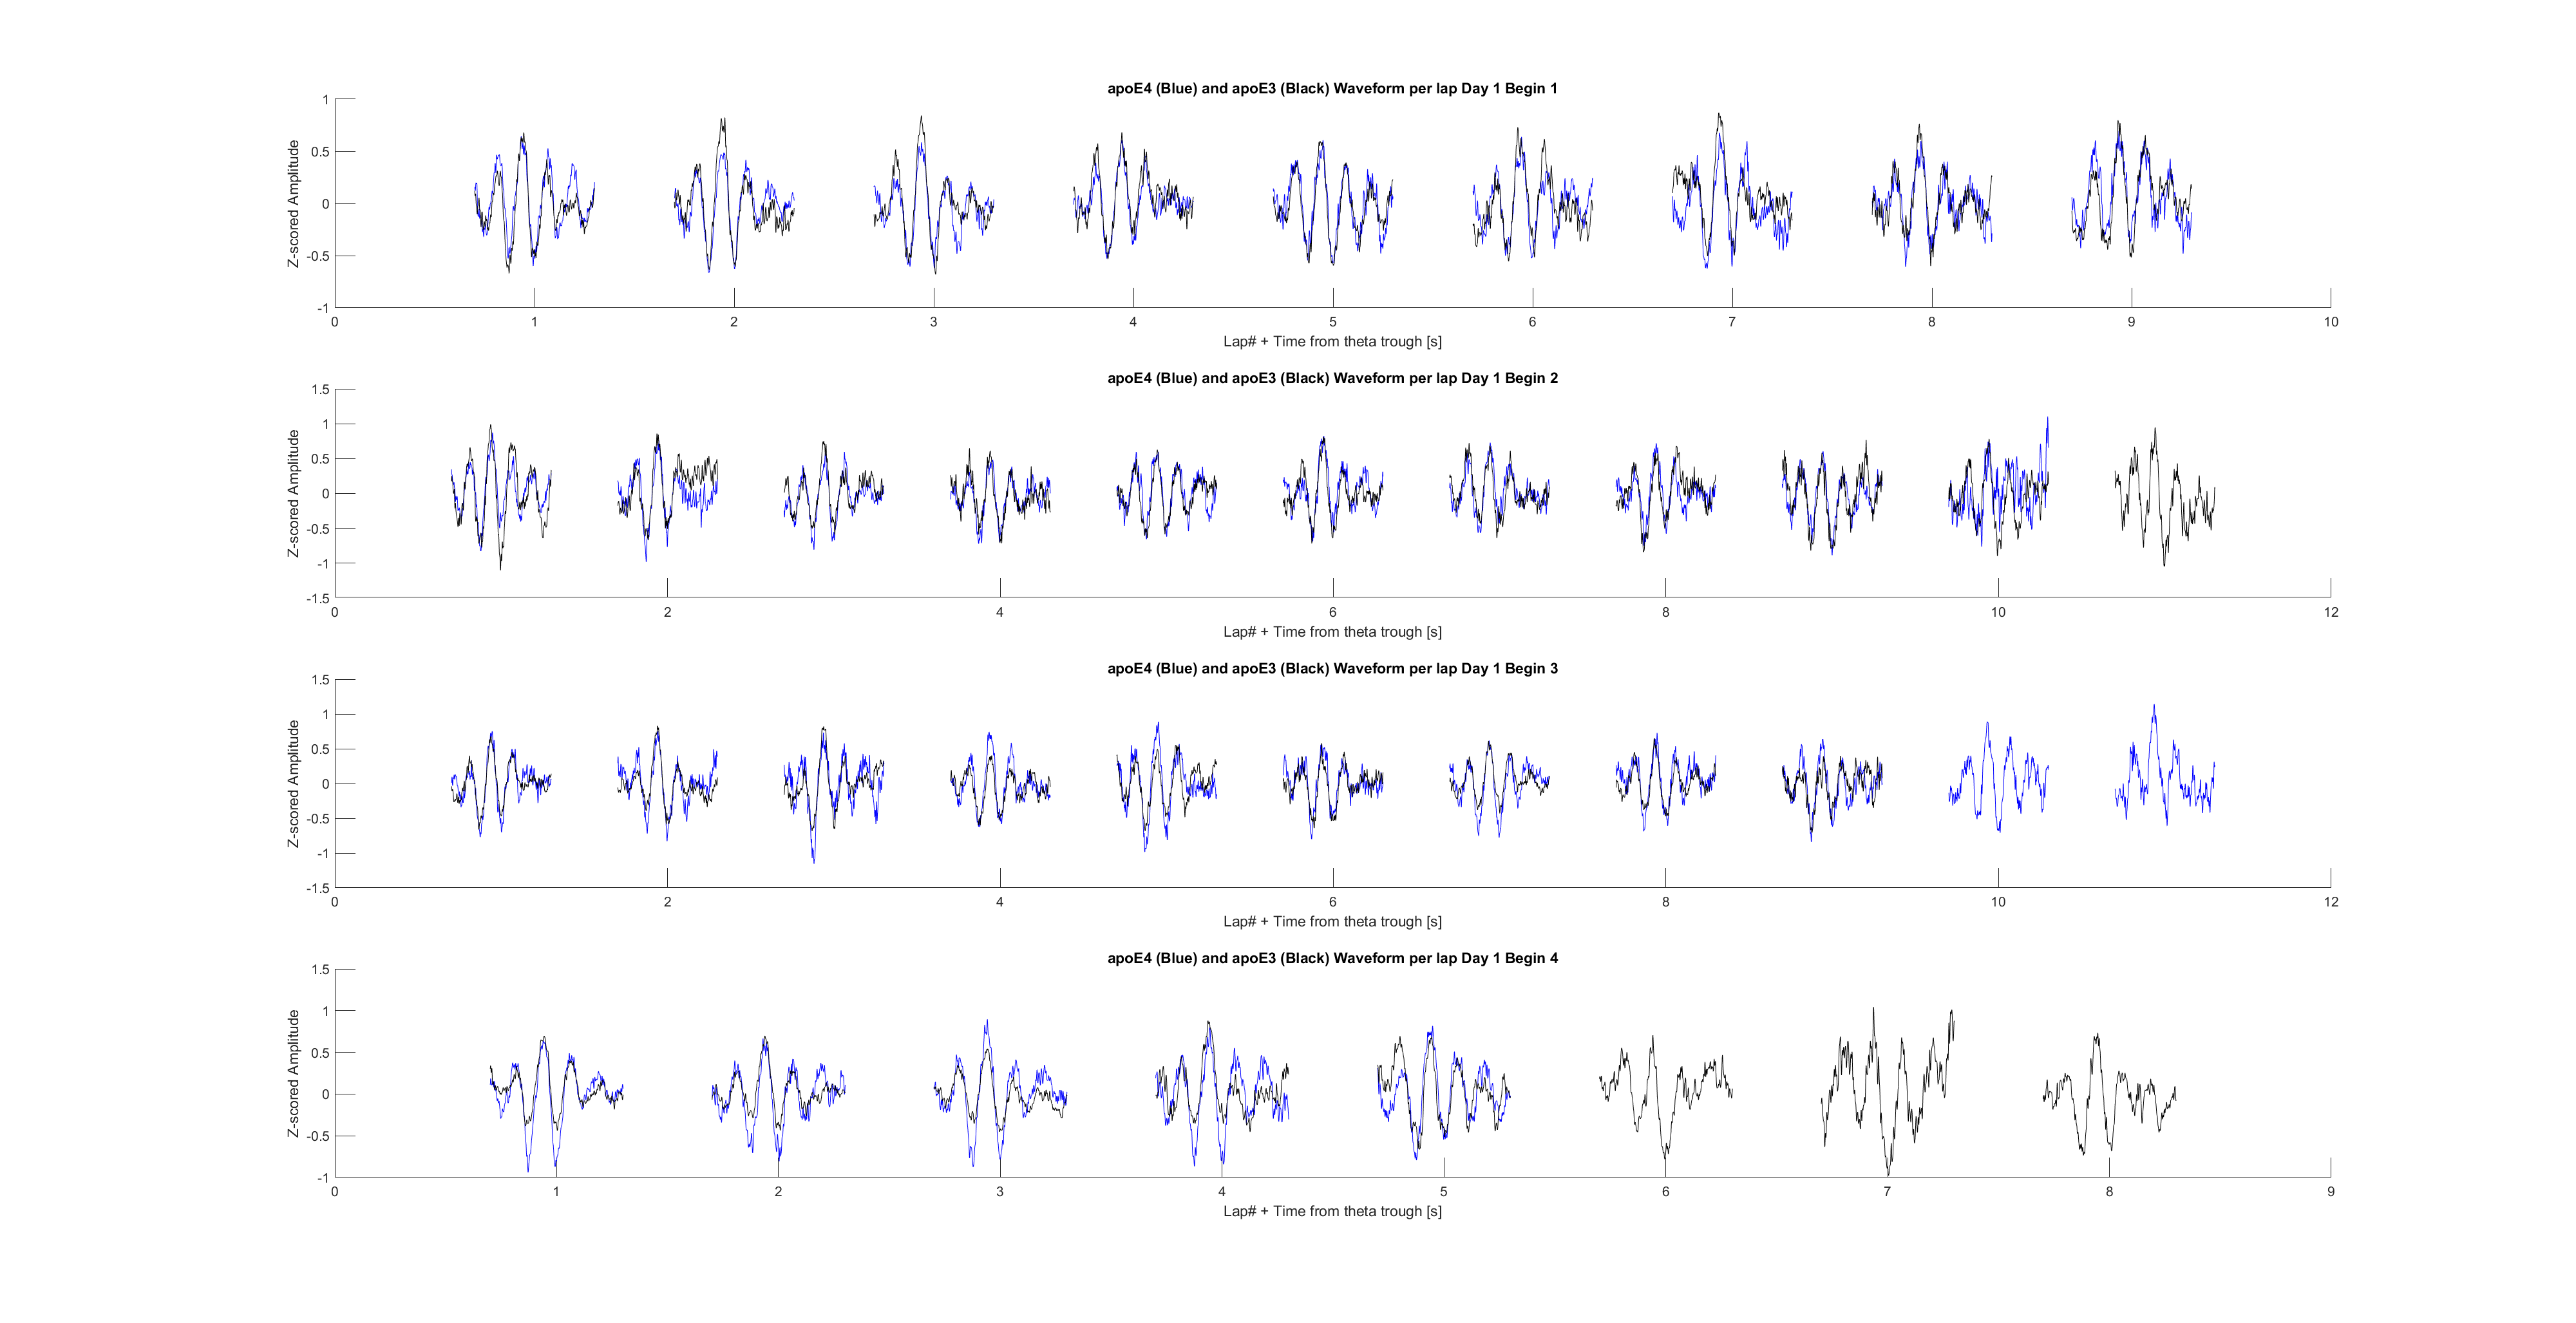 apoE4 (Blue) and apoE3 (Black) Waveform per lap Day 1 Begin 1
1
0.5
0
-0.5
-1
Z-scored Amplitude
0 1 2 3 4 5 6 7 8 9 10
Lap# + Time from theta trough [s]
apoE4 (Blue) and apoE3 (Black) Waveform per lap Day 1 Begin 2
1.5
1
0.5
0
-0.5
-1
-1.5
Z-scored Amplitude
0 2 4 6 8 10 12
Lap# + Time from theta trough [s]
apoE4 (Blue) and apoE3 (Black) Waveform per lap Day 1 Begin 3
1.5
1
0.5
0
-0.5
-1
-1.5
Z-scored Amplitude
0 2 4 6 8 10 12
Lap# + Time from theta trough [s]
apoE4 (Blue) and apoE3 (Black) Waveform per lap Day 1 Begin 4
1.5
1
0.5
0
-0.5
-1
Z-scored Amplitude
0 1 2 3 4 5 6 7 8 9
Lap# + Time from theta trough [s]